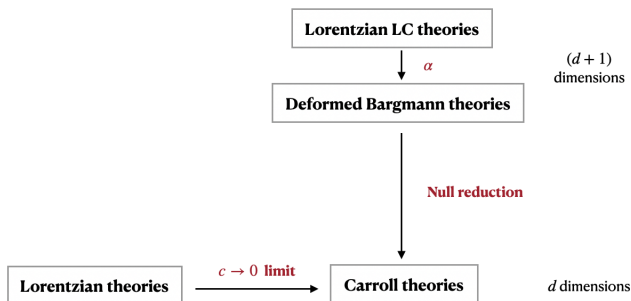 Lorentzian LC theories
α
(d + 1)
dimensions
Deformed Bargmann theories
Null reduction
c → 0 limit
Lorentzian theories
Carroll theories
d dimensions